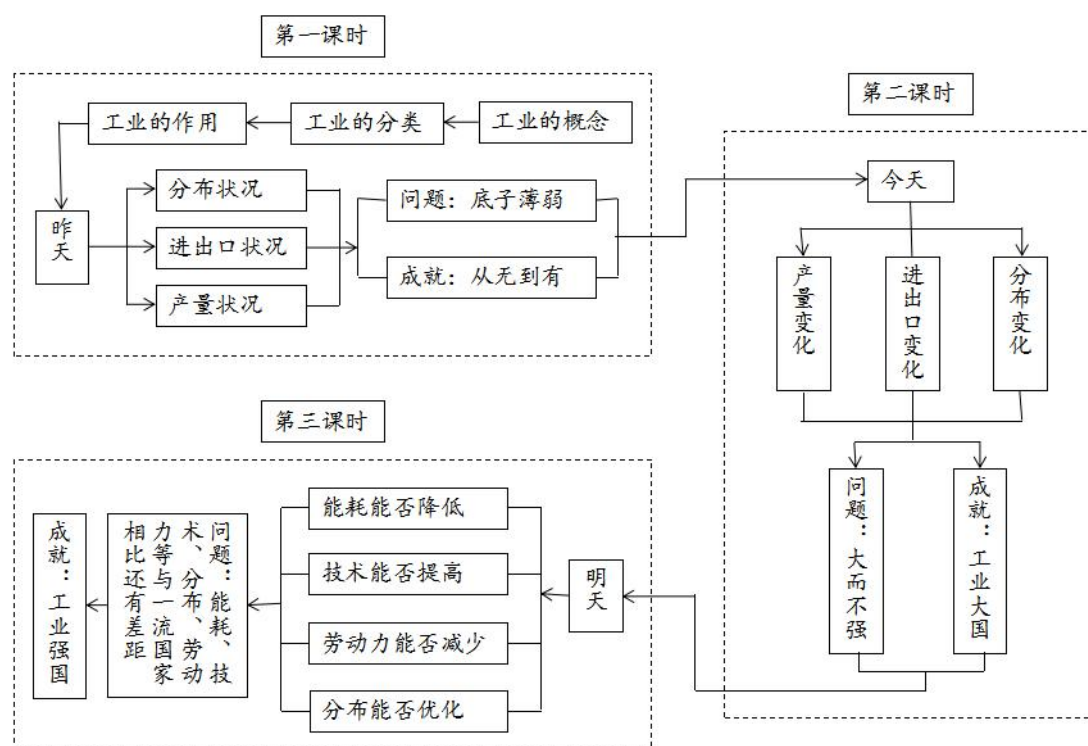 第一课时
工业的作用
工业的分类
工业的概念
昨天
分布状况
进出口状况
产量状况
问题：底子薄弱
成就：从无到有
第二课时
今天
产量变化
进出口变化
分布变化
问题：大而不强
成就：工业大国
第三课时
明天
能耗能否降低
技术能否提高
劳动力能否减少
分布能否优化
问题：能耗、技
术、分布、劳动
力等与一流国家
相比还有差距
成就：工业强国